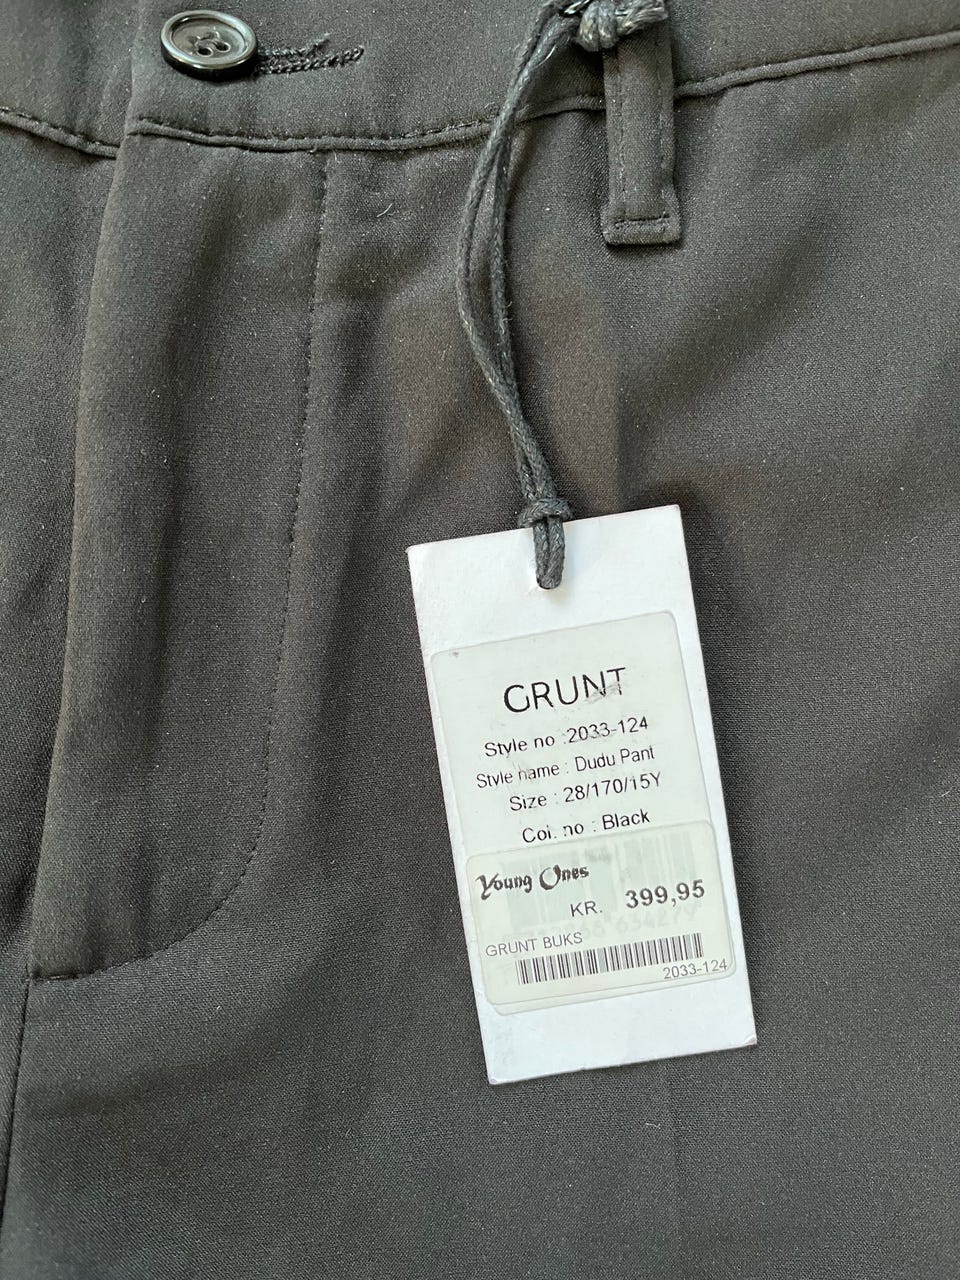 GRUNT
Style no : 2033-124
Style name : Dudu Pant
Size : 28/170/15Y
Col. no : Black
Young Ones
KR. 399,95
GRUNT BUKS
2033-124